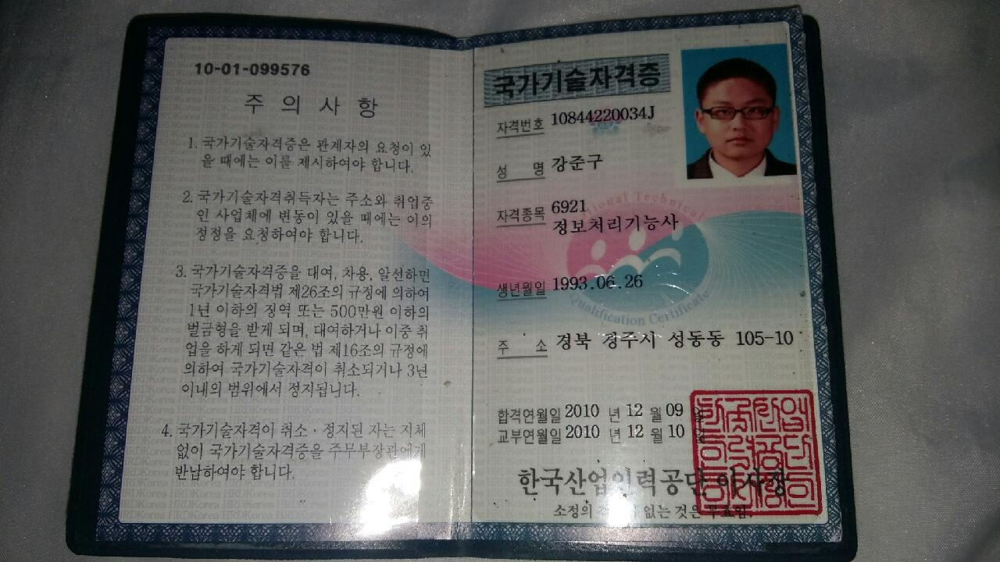 10-01-099576
주 의 사 항
1. 국가기술자격증은 관계자의 요청이 있
을 때에는 이를 제시하여야 합니다.
2. 국가기술자격취득자는 주소와 취업중
인 사업체에 변동이 있을 때에는 이의
정정을 요청하여야 합니다.
3. 국가기술자격증을 대여, 차용, 알선하면
국가기술자격법 제26조의 규정에 의하여
1년 이하의 징역 또는 500만원 이하의
벌금형을 받게 되며, 대여하거나 이중 취
업을 하게 되면 같은 법 제16조의 규정에
의하여 국가기술자격이 취소되거나 3년
이내의 범위에서 정지됩니다.
4. 국가기술자격이 취소·정지된 자는 지체
없이 국가기술자격증을 주무부장관에게
반납하여야 합니다.
국가기술자격증
자격번호 10844220034J
성 명 강준구
자격종목 6921
정보처리기능사
National Technical
Qualification Certificate
생년월일 1993.06.26
주 소 경북 경주시 성동동 105-10
합격연월일 2010 년 12 월 09 일
교부연월일 2010 년 12 월 10 일
한국산업인력공단 이사장
소정의 없는 것은 무효임.